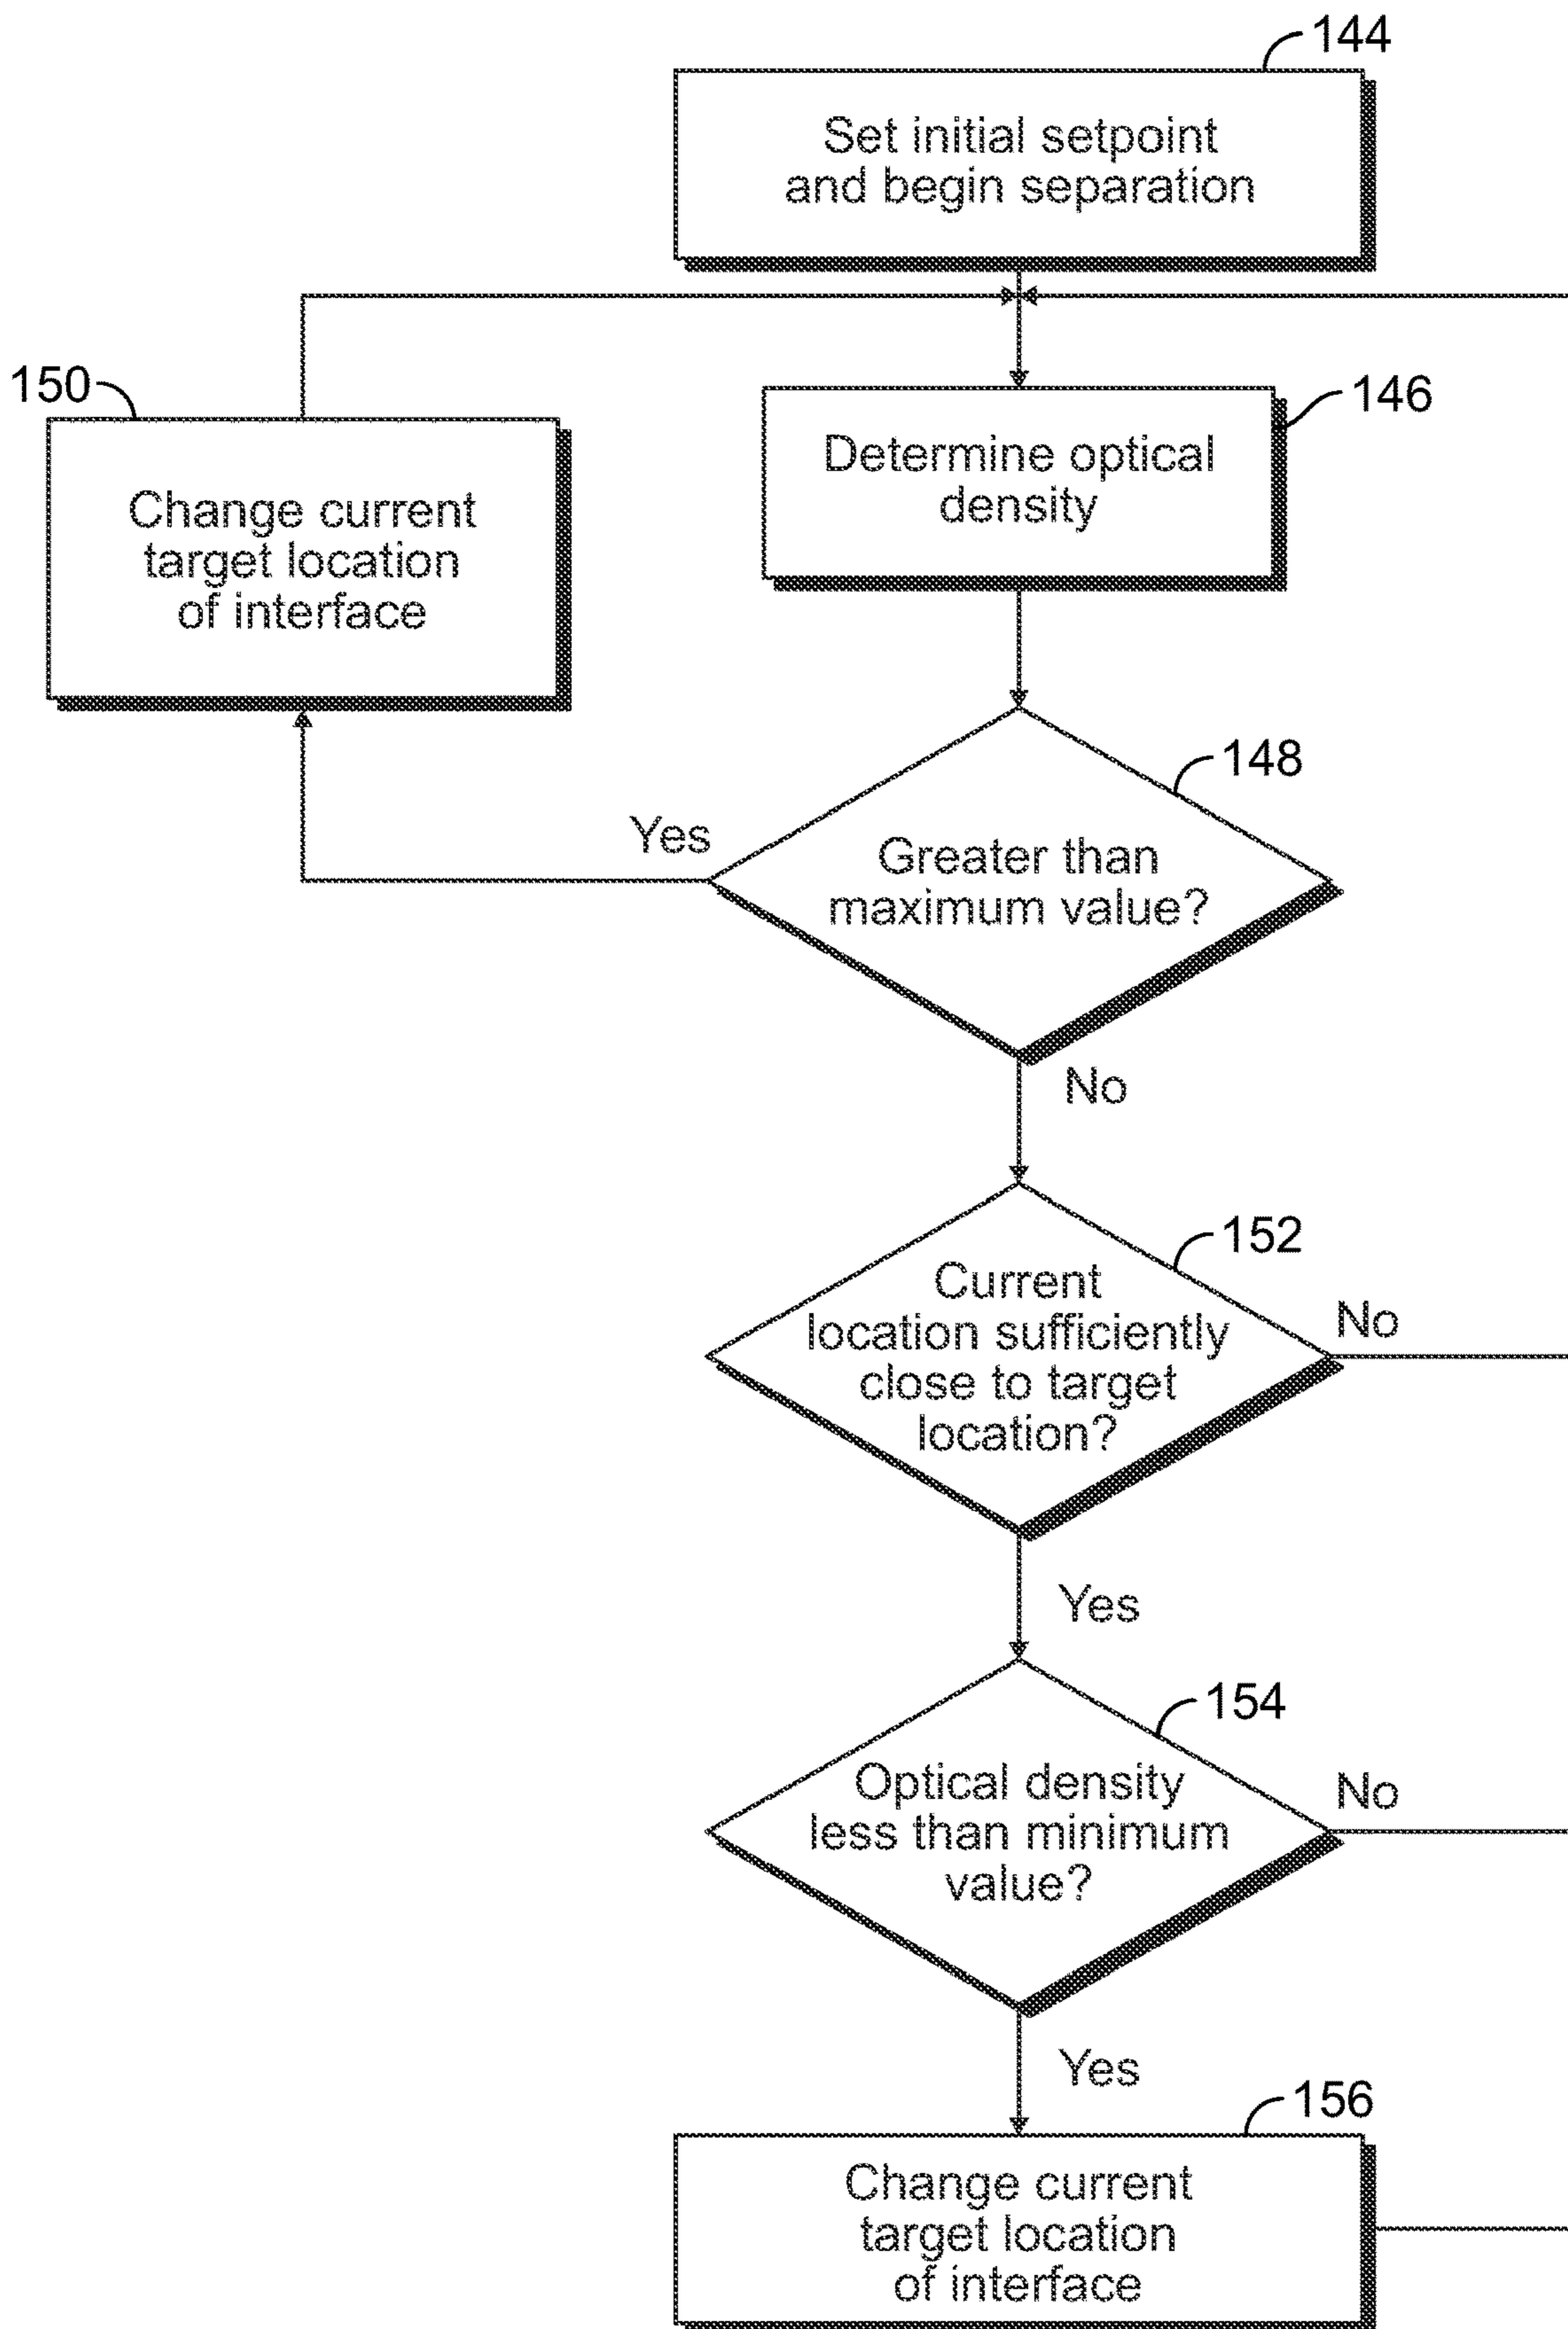 144
Set initial setpoint
and begin separation
150
146
Change current
target location
of interface
Determine optical
density
148
Yes
Greater than
maximum value?
No
152
Current
location sufficiently
close to target
location?
No
Yes
154
Optical density
less than minimum
value?
No
Yes
156
Change current
target location
of interface